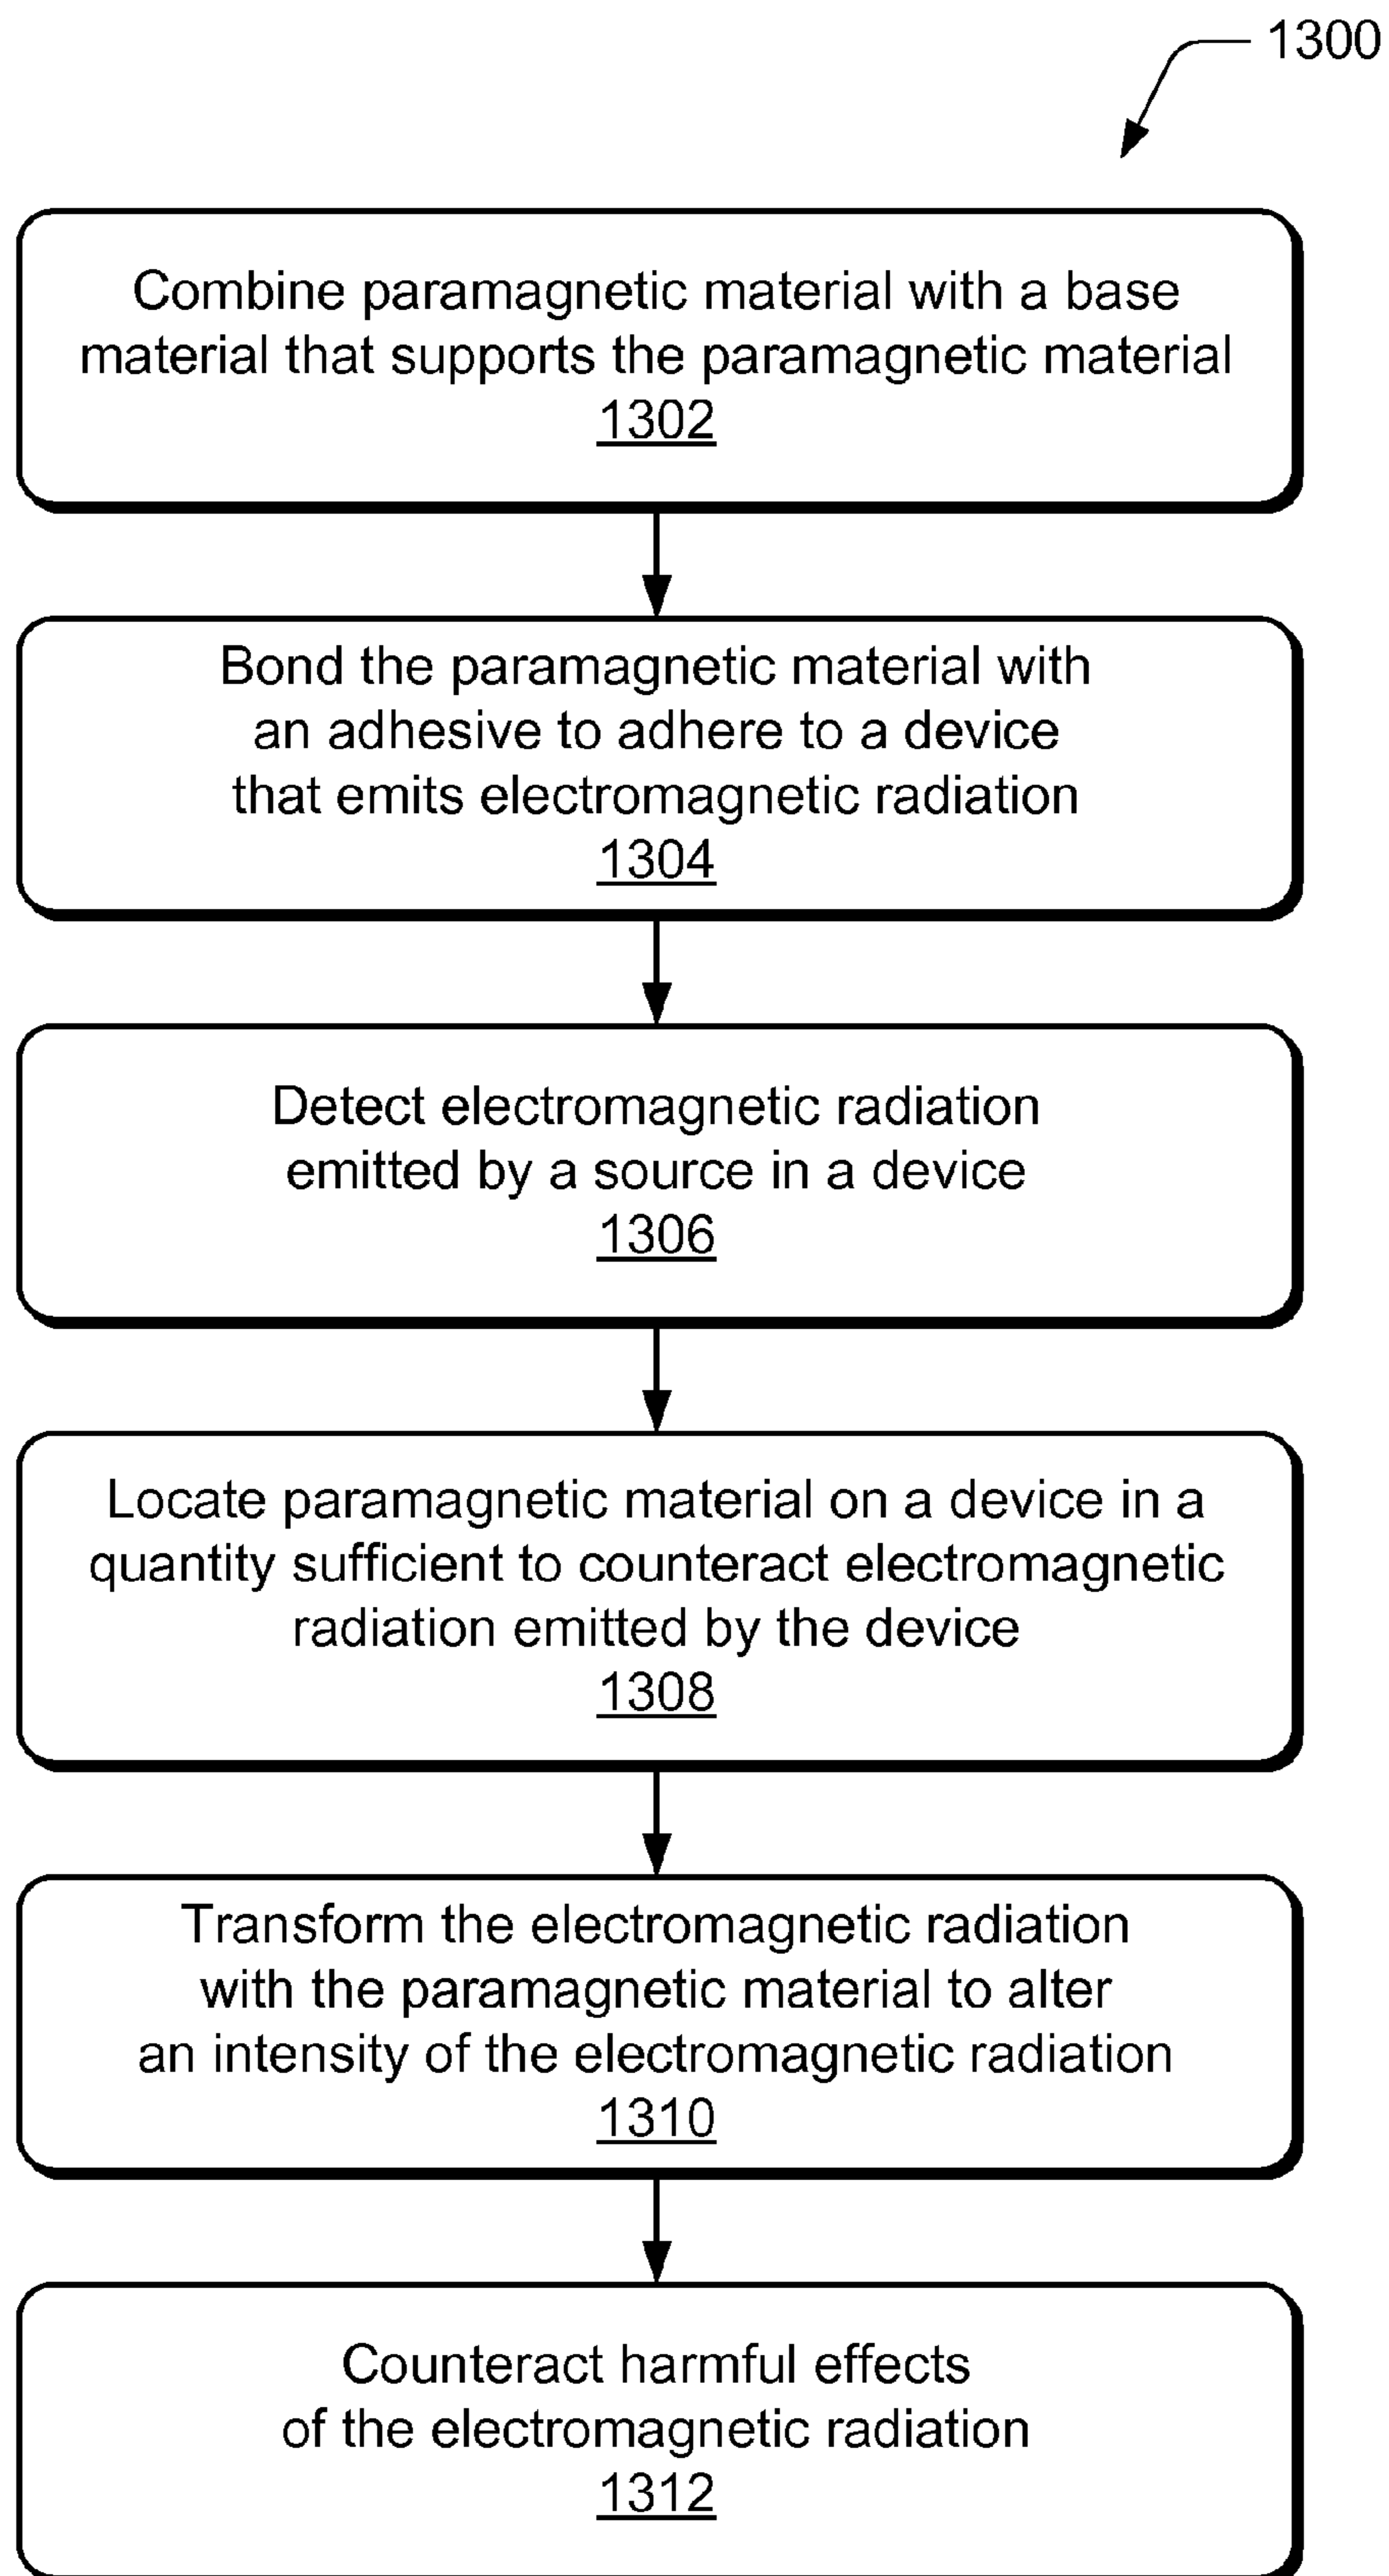 1300
Combine paramagnetic material with a base
material that supports the paramagnetic material
1302
Bond the paramagnetic material with
an adhesive to adhere to a device
that emits electromagnetic radiation
1304
Detect electromagnetic radiation
emitted by a source in a device
1306
Locate paramagnetic material on a device in a
quantity sufficient to counteract electromagnetic
radiation emitted by the device
1308
Transform the electromagnetic radiation
with the paramagnetic material to alter
an intensity of the electromagnetic radiation
1310
Counteract harmful effects
of the electromagnetic radiation
1312